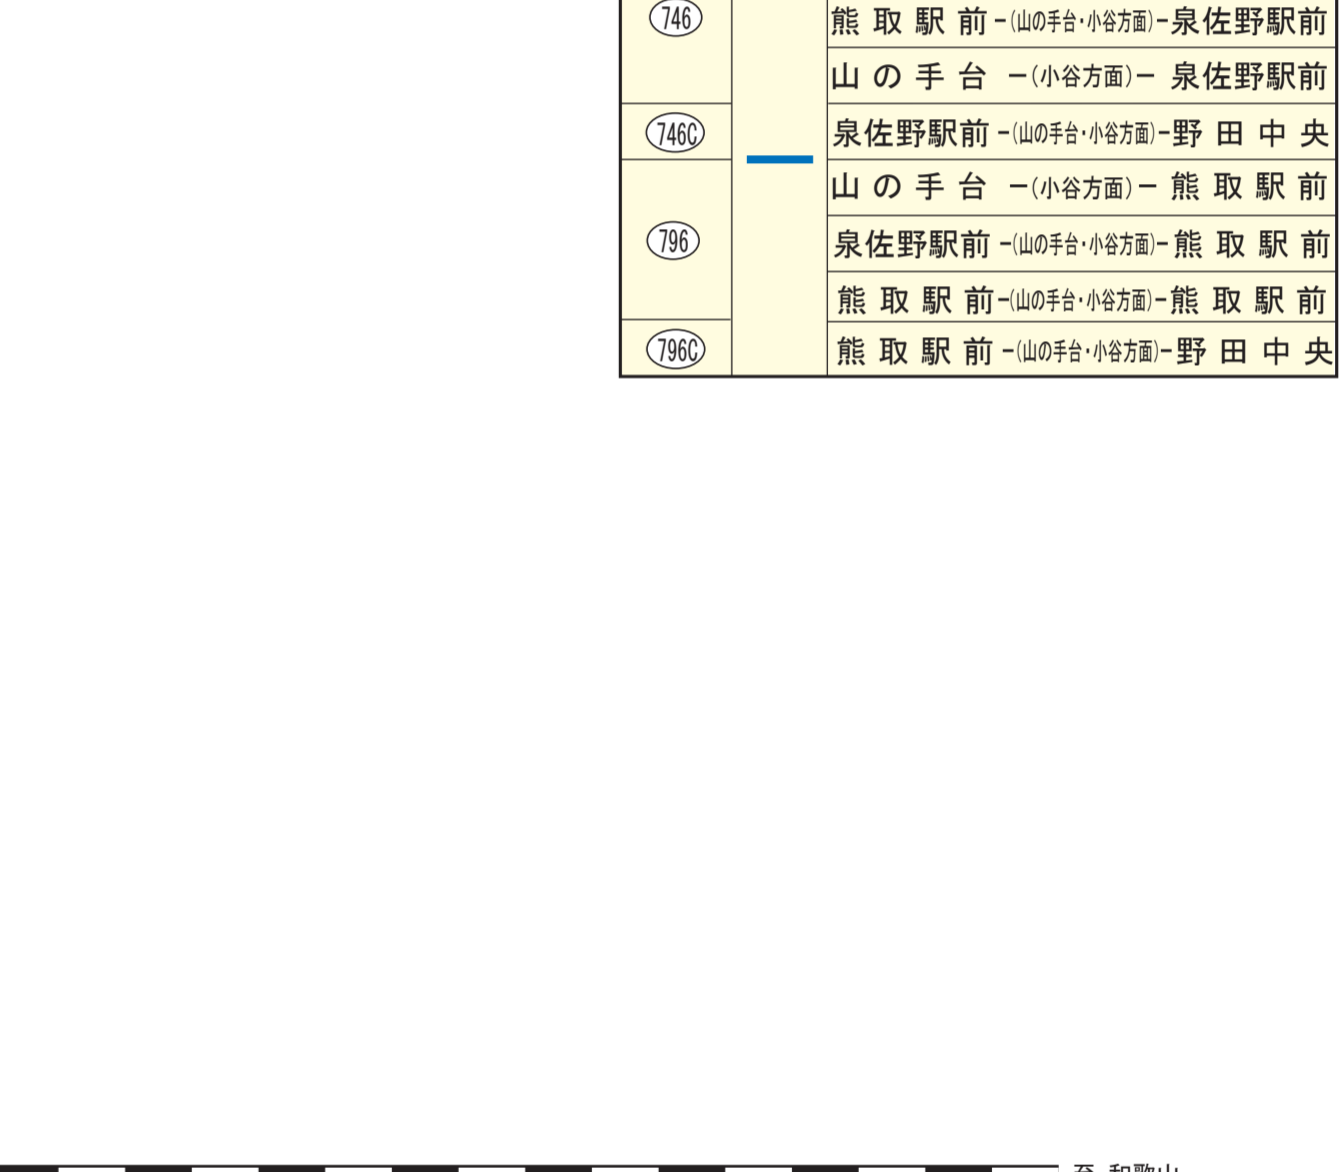 746
熊取駅前-(山の手台・小谷方面)-泉佐野駅前
山の手台-(小谷方面)-泉佐野駅前
746C
泉佐野駅前-(山の手台・小谷方面)-野田中央
山の手台-(小谷方面)-熊取駅前
796
泉佐野駅前-(山の手台・小谷方面)-熊取駅前
熊取駅前-(山の手台・小谷方面)-熊取駅前
796C
熊取駅前-(山の手台・小谷方面)-野田中央
至 和歌山